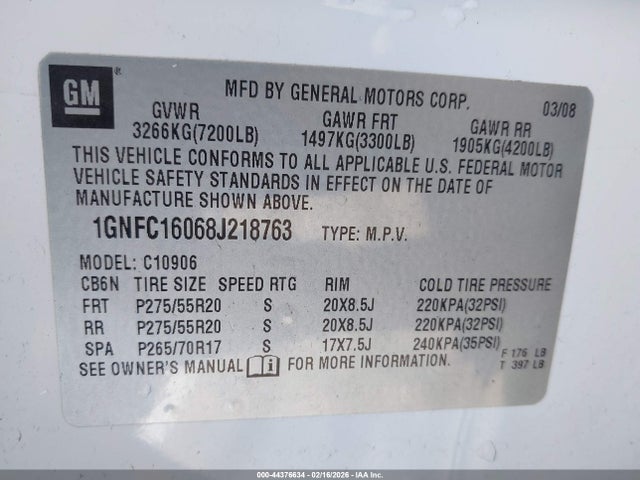 GM
MFD BY GENERAL MOTORS CORP. 03/08
GVWR GAWR FRT GAWR RR
3266KG(7200LB) 1497KG(3300LB) 1905KG(4200LB)
THIS VEHICLE CONFORMS TO ALL APPLICABLE U.S. FEDERAL MOTOR
VEHICLE SAFETY STANDARDS IN EFFECT ON THE DATE OF
MANUFACTURE SHOWN ABOVE.
1GNFC16068J218763 TYPE: M.P.V.
MODEL: C10906
CB6N TIRE SIZE SPEED RTG RIM COLD TIRE PRESSURE
FRT P275/55R20 S 20X8.5J 220KPA(32PSI)
RR P275/55R20 S 20X8.5J 220KPA(32PSI)
SPA P265/70R17 S 17X7.5J 240KPA(35PSI)
F 176 LB
SEE OWNER'S MANUAL FOR MORE INFORMATION.
T 397 LB
000-44376634 - 02/16/2026 - IAA Inc.